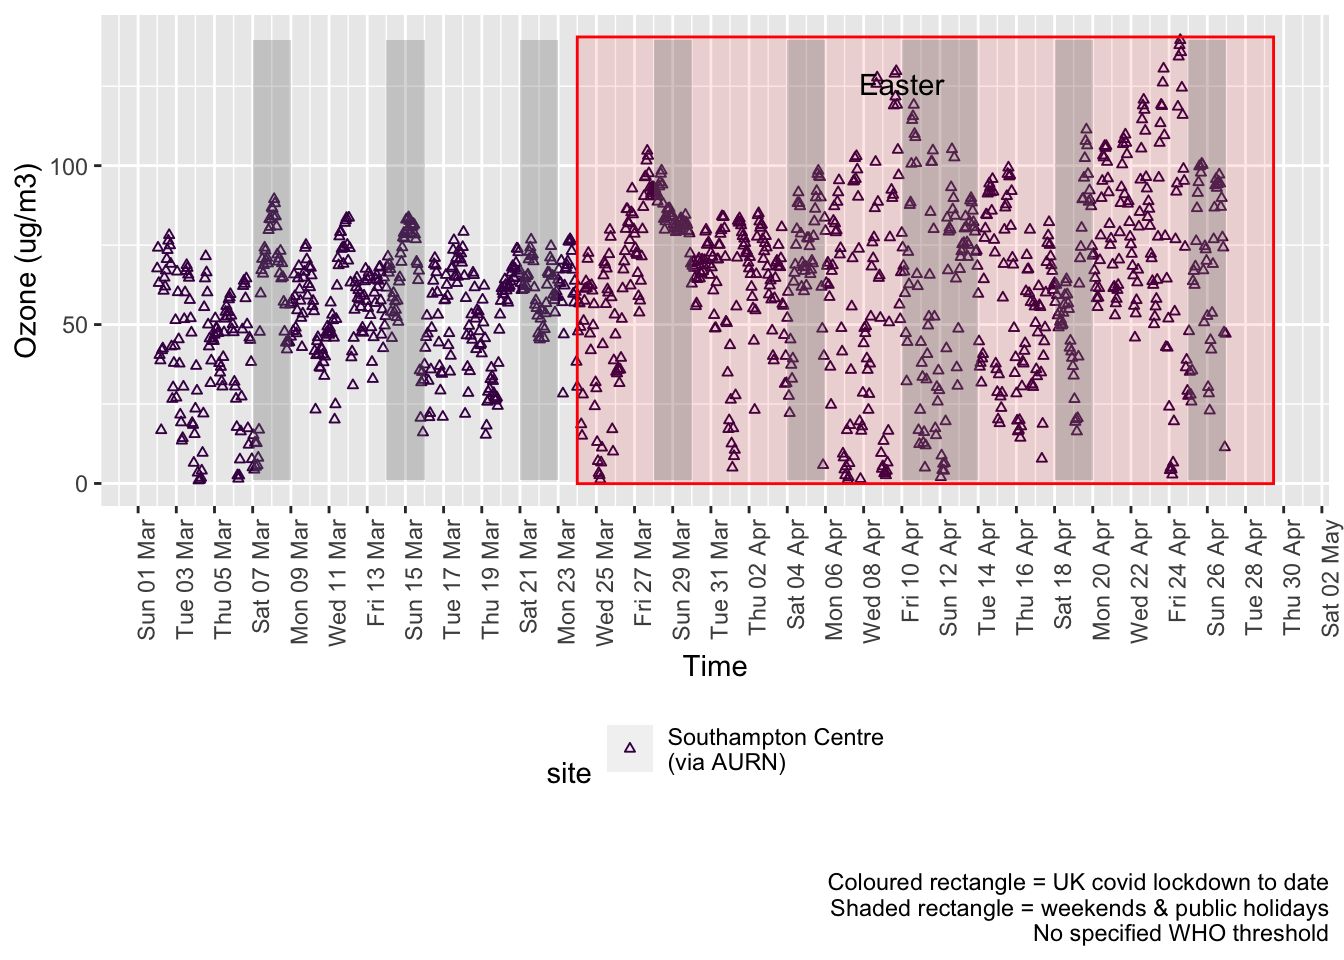 Ozone (ug/m3)
100
50
0
Easter
Sun 01 Mar
Tue 03 Mar
Thu 05 Mar
Sat 07 Mar
Mon 09 Mar
Wed 11 Mar
Fri 13 Mar
Sun 15 Mar
Tue 17 Mar
Thu 19 Mar
Sat 21 Mar
Mon 23 Mar
Wed 25 Mar
Fri 27 Mar
Sun 29 Mar
Tue 31 Mar
Thu 02 Apr
Sat 04 Apr
Mon 06 Apr
Wed 08 Apr
Fri 10 Apr
Sun 12 Apr
Tue 14 Apr
Thu 16 Apr
Sat 18 Apr
Mon 20 Apr
Wed 22 Apr
Fri 24 Apr
Sun 26 Apr
Tue 28 Apr
Thu 30 Apr
Sat 02 May
Time
site
Southampton Centre
(via AURN)
Coloured rectangle = UK covid lockdown to date
Shaded rectangle = weekends & public holidays
No specified WHO threshold